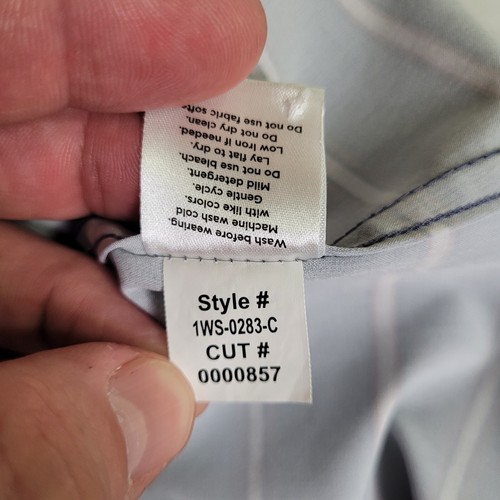 Wash before wearing.
Machine wash cold
with like colors.
Gentle cycle.
Mild detergent.
Do not use bleach.
Lay flat to dry.
Low iron if needed.
Do not dry clean.
Do not use fabric
Style #
1WS-0283-C
CUT #
0000857